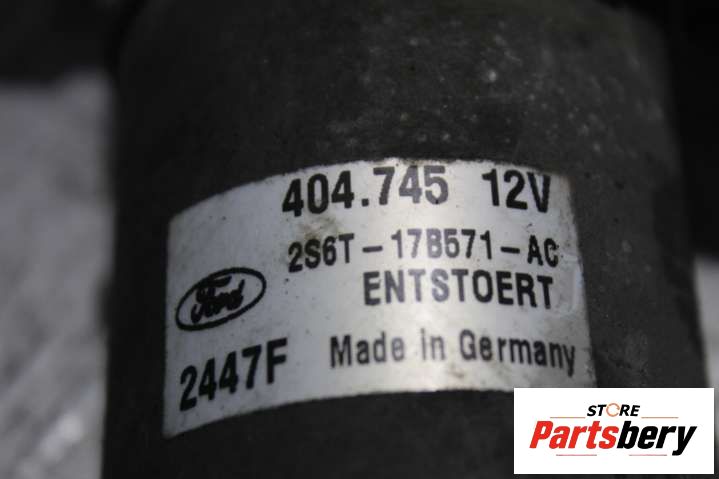 404.745 12V
2S6T-17B571-AC
Ford
ENTSTOERT
2447F Made in Germany
STORE
Partsbery